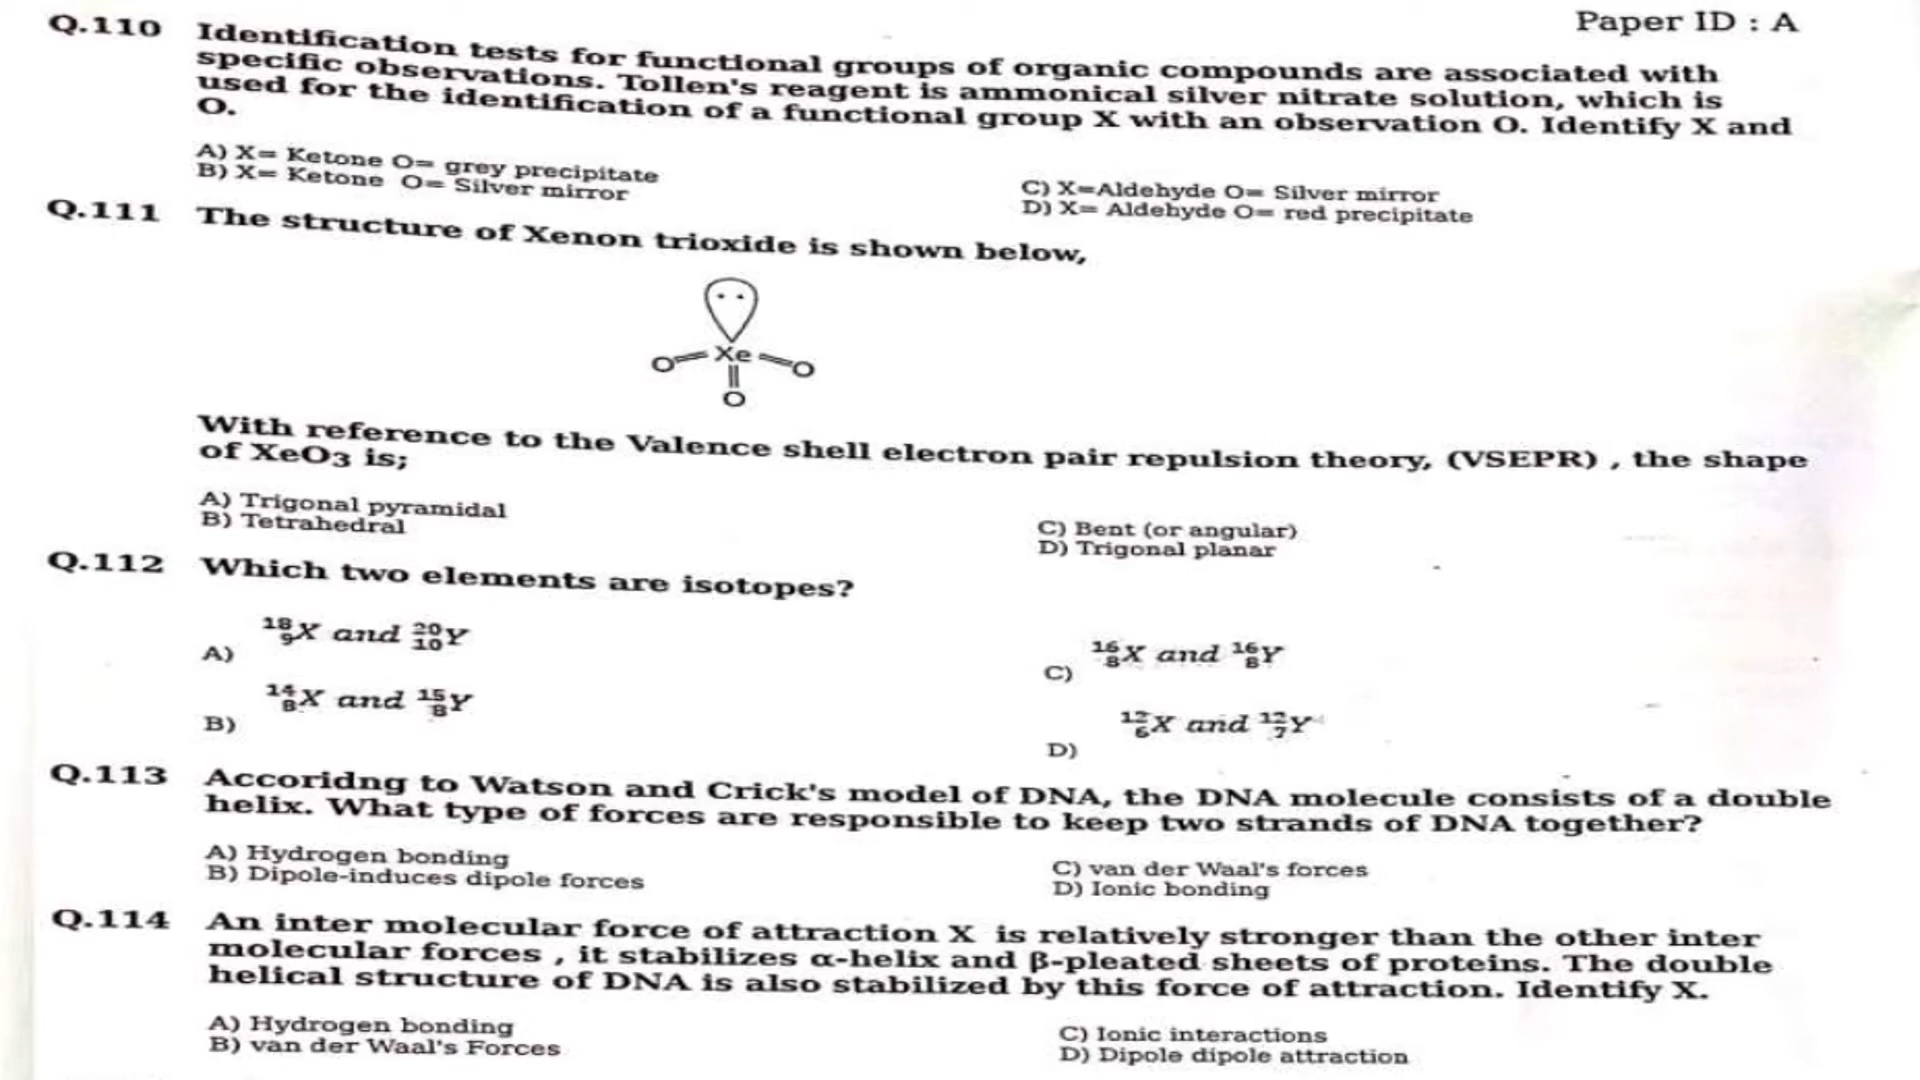 Paper ID : A
Q.110 Identification tests for functional groups of organic compounds are associated with
specific observations. Tollen's reagent is ammonical silver nitrate solution, which is
used for the identification of a functional group X with an observation O. Identify X and
O.
A) X= Ketone O= grey precipitate
B) X= Ketone O= Silver mirror
C) X=Aldehyde O= Silver mirror
D) X= Aldehyde O= red precipitate
Q.111 The structure of Xenon trioxide is shown below,
O Xe O
O
With reference to the Valence shell electron pair repulsion theory, (VSEPR) , the shape
of XeO3 is;
A) Trigonal pyramidal
B) Tetrahedral
C) Bent (or angular)
D) Trigonal planar
Q.112 Which two elements are isotopes?
A) ¹⁸₉X and ²⁰₁₀Y
B) ¹⁴₈X and ¹⁵₈Y
C) ¹⁶₈X and ¹⁶₈Y
D) ¹²₆X and ¹²₇Y
Q.113 Accoridng to Watson and Crick's model of DNA, the DNA molecule consists of a double
helix. What type of forces are responsible to keep two strands of DNA together?
A) Hydrogen bonding
B) Dipole-induces dipole forces
C) van der Waal's forces
D) Ionic bonding
Q.114 An inter molecular force of attraction X is relatively stronger than the other inter
molecular forces , it stabilizes α-helix and β-pleated sheets of proteins. The double
helical structure of DNA is also stabilized by this force of attraction. Identify X.
A) Hydrogen bonding
B) van der Waal's Forces
C) Ionic interactions
D) Dipole dipole attraction